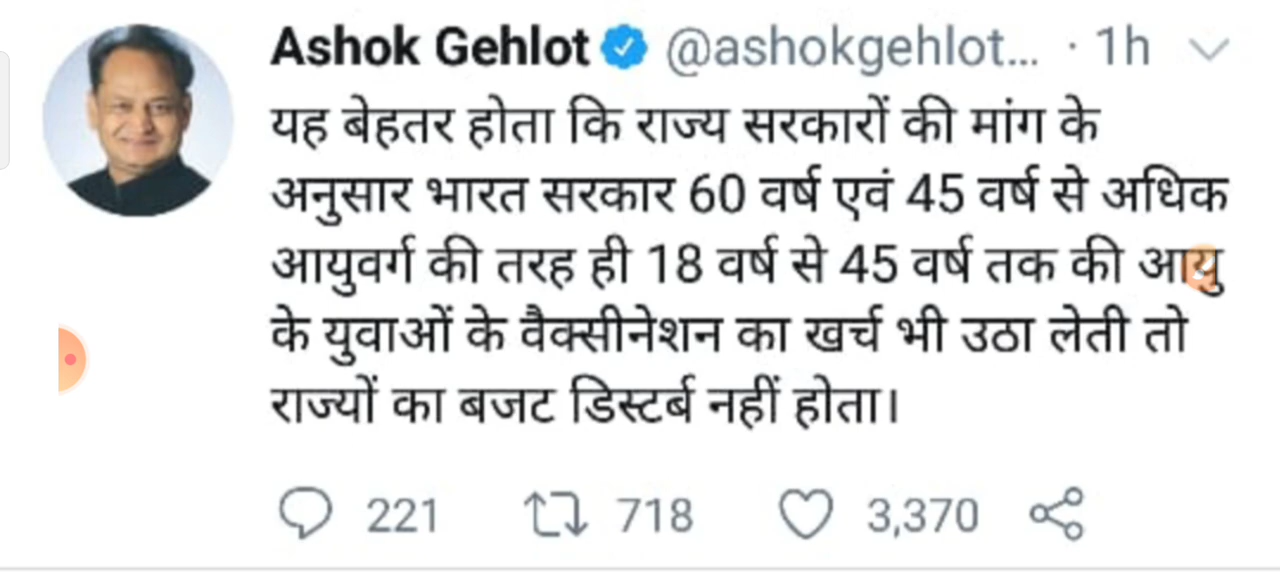 Ashok Gehlot @ashokgehlot... · 1h
यह बेहतर होता कि राज्य सरकारों की मांग के
अनुसार भारत सरकार 60 वर्ष एवं 45 वर्ष से अधिक
आयुवर्ग की तरह ही 18 वर्ष से 45 वर्ष तक की आयु
के युवाओं के वैक्सीनेशन का खर्च भी उठा लेती तो
राज्यों का बजट डिस्टर्ब नहीं होता।
221 718 3,370